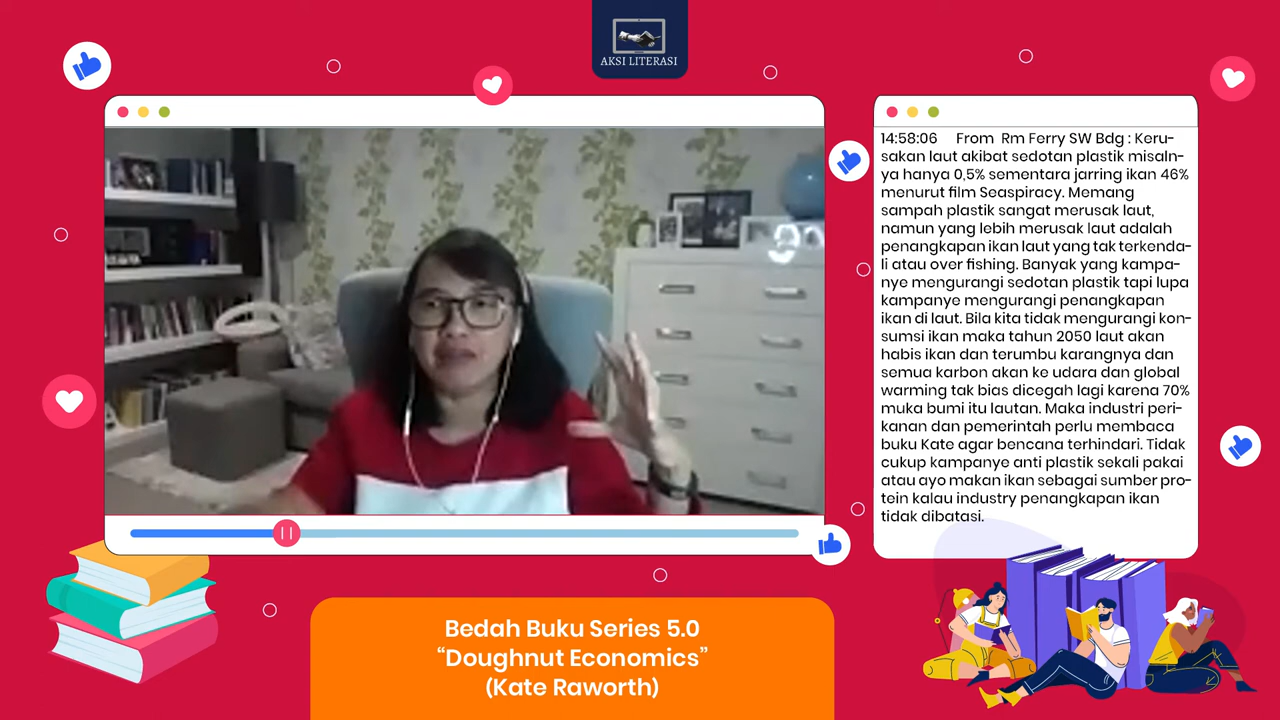 AKSI LITERASI
14:58:06 From Rm Ferry SW Bdg : Keru-
sakan laut akibat sedotan plastik misaln-
ya hanya 0,5% sementara jarring ikan 46%
menurut film Seaspiracy. Memang
sampah plastik sangat merusak laut,
namun yang lebih merusak laut adalah
penangkapan ikan laut yang tak terkenda-
li atau over fishing. Banyak yang kampa-
nye mengurangi sedotan plastik tapi lupa
kampanye mengurangi penangkapan
ikan di laut. Bila kita tidak mengurangi kon-
sumsi ikan maka tahun 2050 laut akan
habis ikan dan terumbu karangnya dan
semua karbon akan ke udara dan global
warming tak bias dicegah lagi karena 70%
muka bumi itu lautan. Maka industri peri-
kanan dan pemerintah perlu membaca
buku Kate agar bencana terhindari. Tidak
cukup kampanye anti plastik sekali pakai
atau ayo makan ikan sebagai sumber pro-
tein kalau industry penangkapan ikan
tidak dibatasi.
Bedah Buku Series 5.0
“Doughnut Economics”
(Kate Raworth)